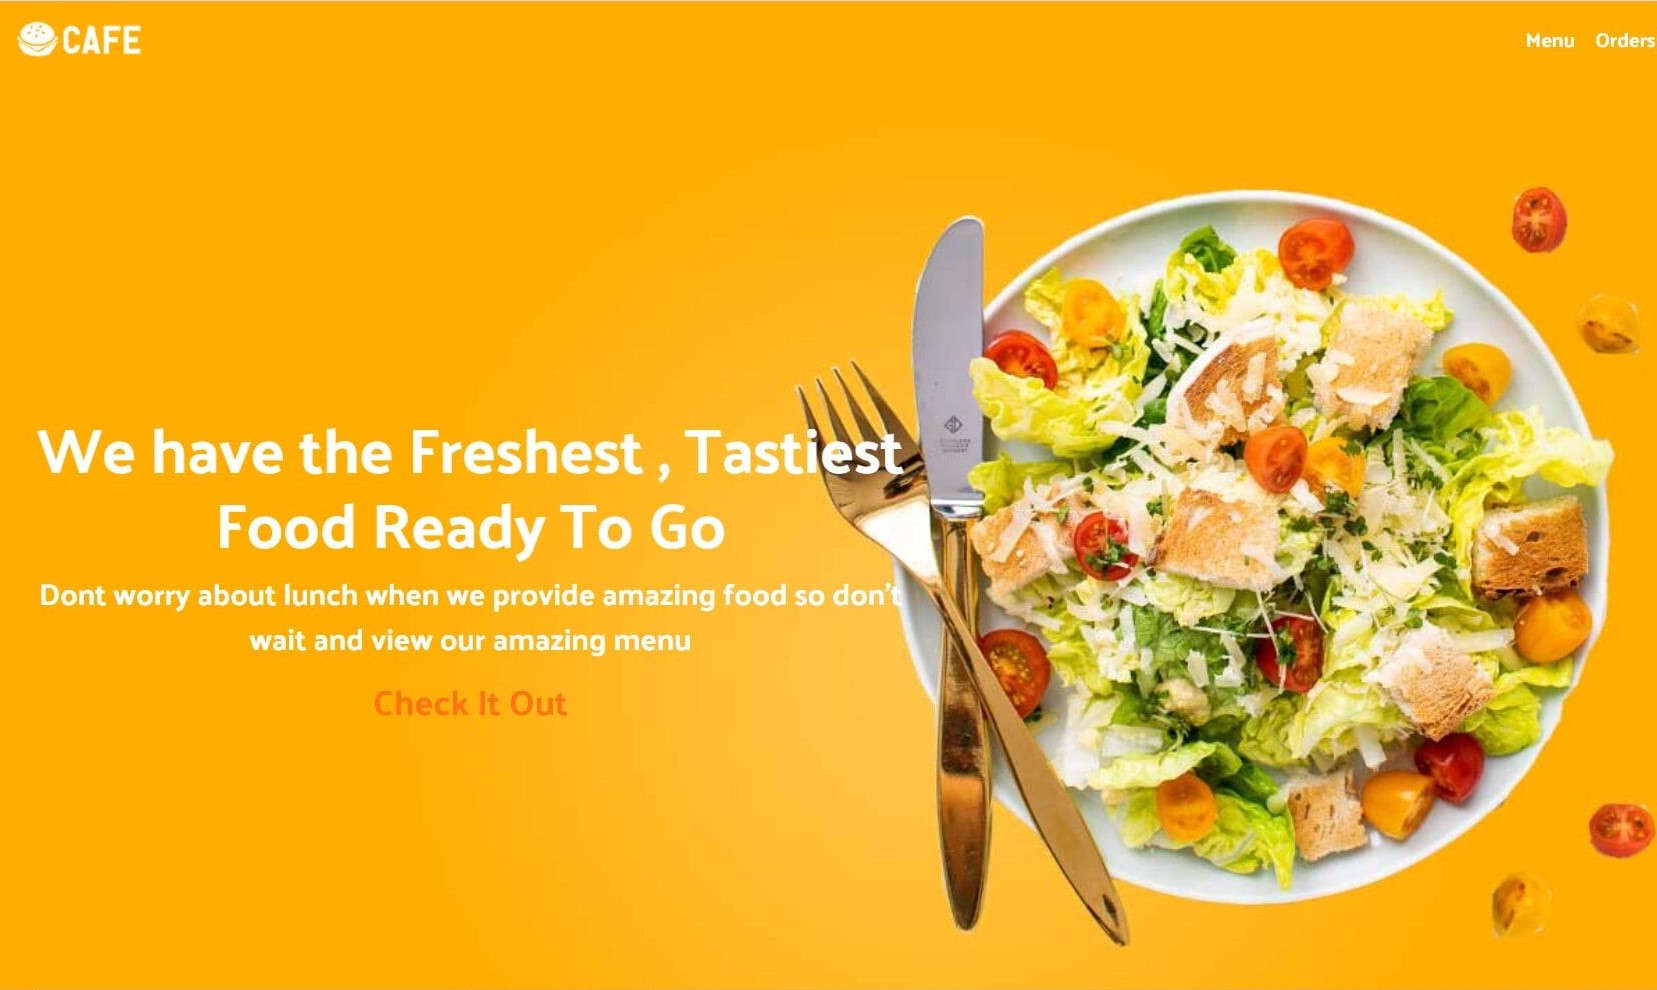 CAFE
Menu Orders
We have the Freshest , Tastiest
Food Ready To Go
Dont worry about lunch when we provide amazing food so don't
wait and view our amazing menu
Check It Out